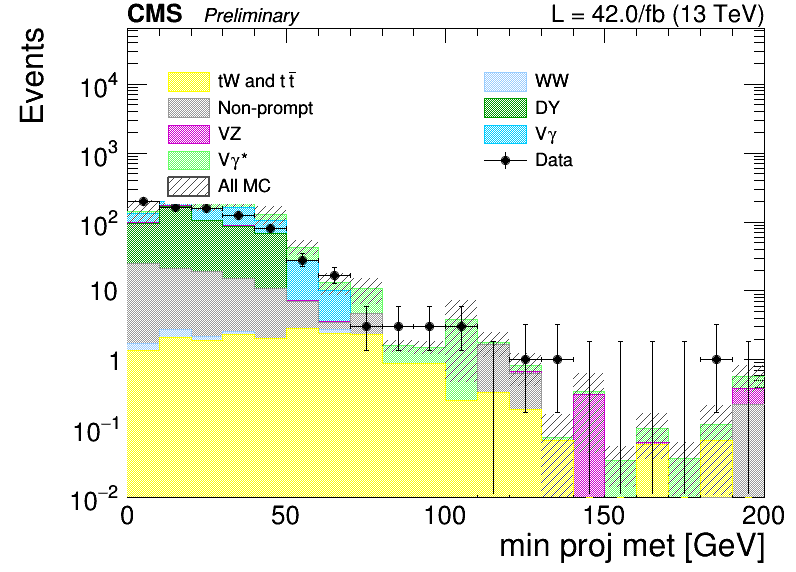 CMS Preliminary L = 42.0/fb (13 TeV)
Events
tW and t t̅ WW
Non-prompt DY
VZ Vγ
Vγ* Data
All MC
10⁴
10³
10²
10
1
10⁻¹
10⁻²
0 50 100 150 200
min proj met [GeV]